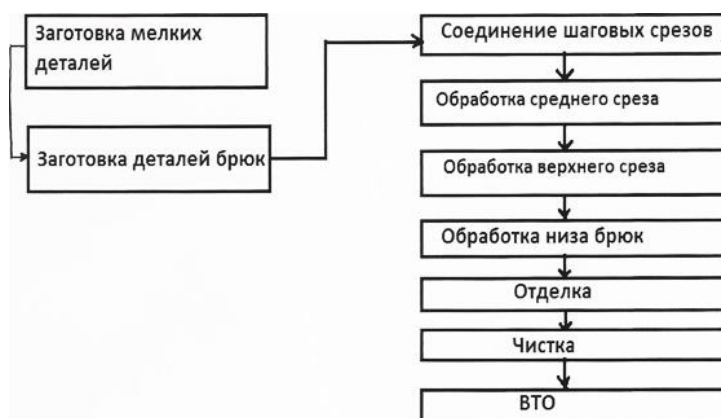 Заготовка мелких
деталей
Заготовка деталей брюк
Соединение шаговых срезов
Обработка среднего среза
Обработка верхнего среза
Обработка низа брюк
Отделка
Чистка
ВТО